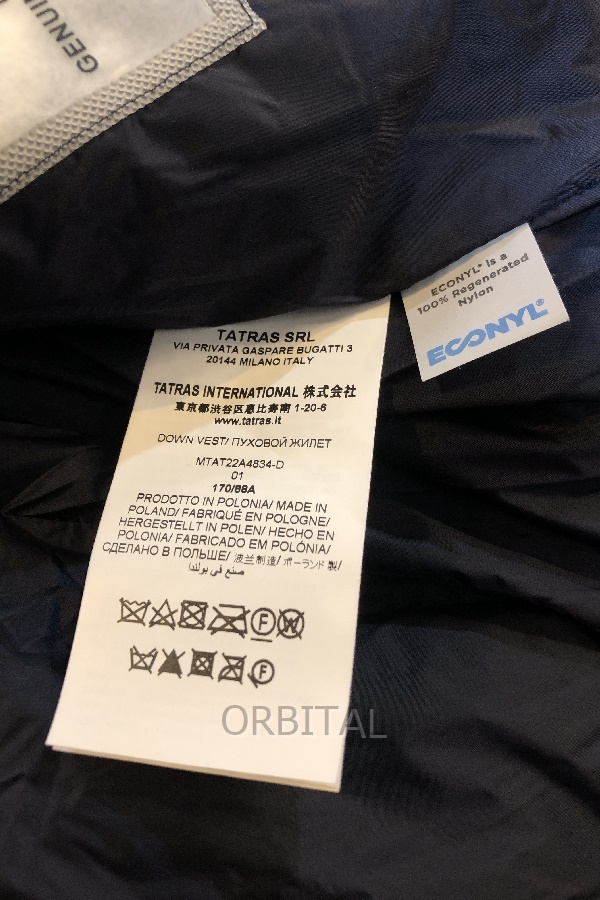 GENUIN
ECONYL® is a
100% Regenerated
Nylon
ECONYL®
TATRAS SRL
VIA PRIVATA GASPARE BUGATTI 3
20144 MILANO ITALY
TATRAS INTERNATIONAL 株式会社
東京都渋谷区恵比寿南 1-20-6
www.tatras.it
DOWN VEST/ ПУХОВОЙ ЖИЛЕТ
MTAT22A4834-D
01
170/88A
PRODOTTO IN POLONIA/ MADE IN
POLAND/ FABRIQUÉ EN POLOGNE/
HERGESTELLT IN POLEN/ HECHO EN
POLONIA/ FABRICADO EM POLÓNIA/
СДЕЛАНО В ПОЛЬШЕ/ 波兰制造/ ポーランド製/
صنع في بولندا
F W
F
ORBITAL